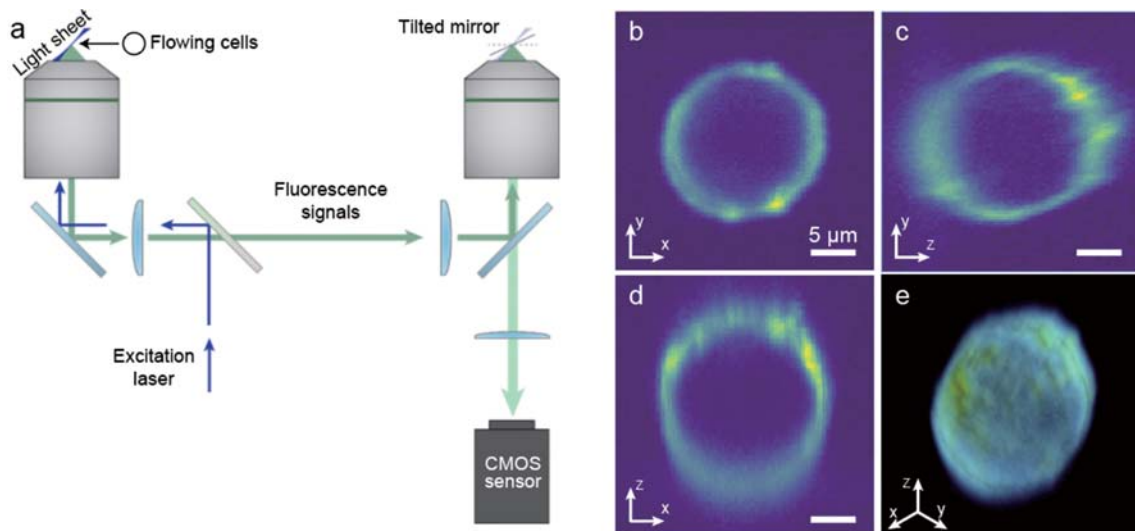 a
Light sheet
Flowing cells
Tilted mirror
Fluorescence
signals
Excitation
laser
CMOS
sensor
b
y
x
5 μm
c
y
z
d
z
x
e
z
x
y